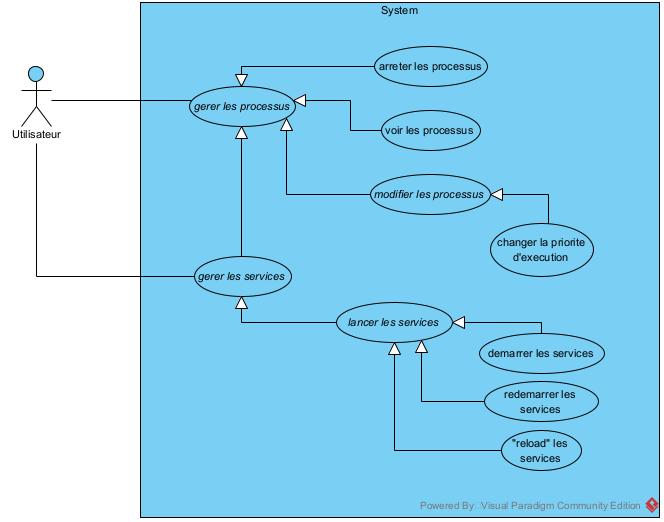 System
arreter les processus
gerer les processus
Utilisateur
voir les processus
modifier les processus
changer la priorite
d'execution
gerer les services
lancer les services
demarrer les services
redemarrer les
services
"reload" les
services
Powered By: Visual Paradigm Community Edition